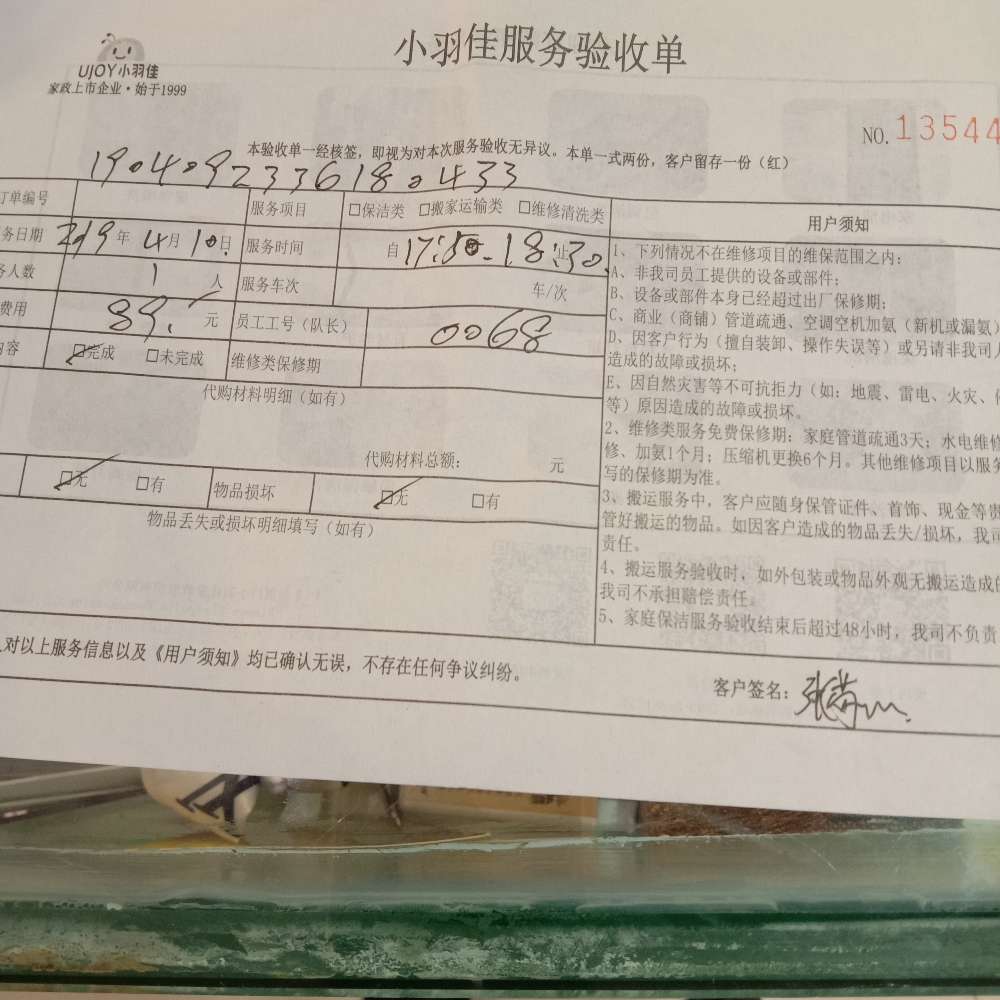 小羽佳服务验收单
UJOY小羽佳
家政上市企业·始于1999
NO. 13544
本验收单一经核签，即视为对本次服务验收无异议。本单一式两份，客户留存一份（红）
1904092336180433
订单编号 服务项目 □保洁类 □搬家运输类 □维修清洗类
务日期 2019年4月10日 服务时间 自17:50-18:30止
务人数 1人 服务车次 车/次
费用 89.元 员工工号（队长） 0068
内容 □完成 □未完成 维修类保修期
代购材料明细（如有）
代购材料总额： 元
□无 □有 物品损坏 □无 □有
物品丢失或损坏明细填写（如有）
用户须知
1、下列情况不在维修项目的维保范围之内：
A、非我司员工提供的设备或部件；
B、设备或部件本身已经超过出厂保修期；
C、商业（商铺）管道疏通、空调空机加氨（新机或漏氨）
D、因客户行为（擅自装卸、操作失误等）或另请非我司人
造成的故障或损坏；
E、因自然灾害等不可抗拒力（如：地震、雷电、火灾、
等）原因造成的故障或损坏。
2、维修类服务免费保修期：家庭管道疏通3天；水电维修
修、加氨1个月；压缩机更换6个月。其他维修项目以服务
写的保修期为准。
3、搬运服务中，客户应随身保管证件、首饰、现金等贵
管好搬运的物品。如因客户造成的物品丢失/损坏，我司
责任。
4、搬运服务验收时，如外包装或物品外观无搬运造成的
我司不承担赔偿责任。
5、家庭保洁服务验收结束后超过48小时，我司不负责
人对以上服务信息以及《用户须知》均已确认无误，不存在任何争议纠纷。
客户签名：